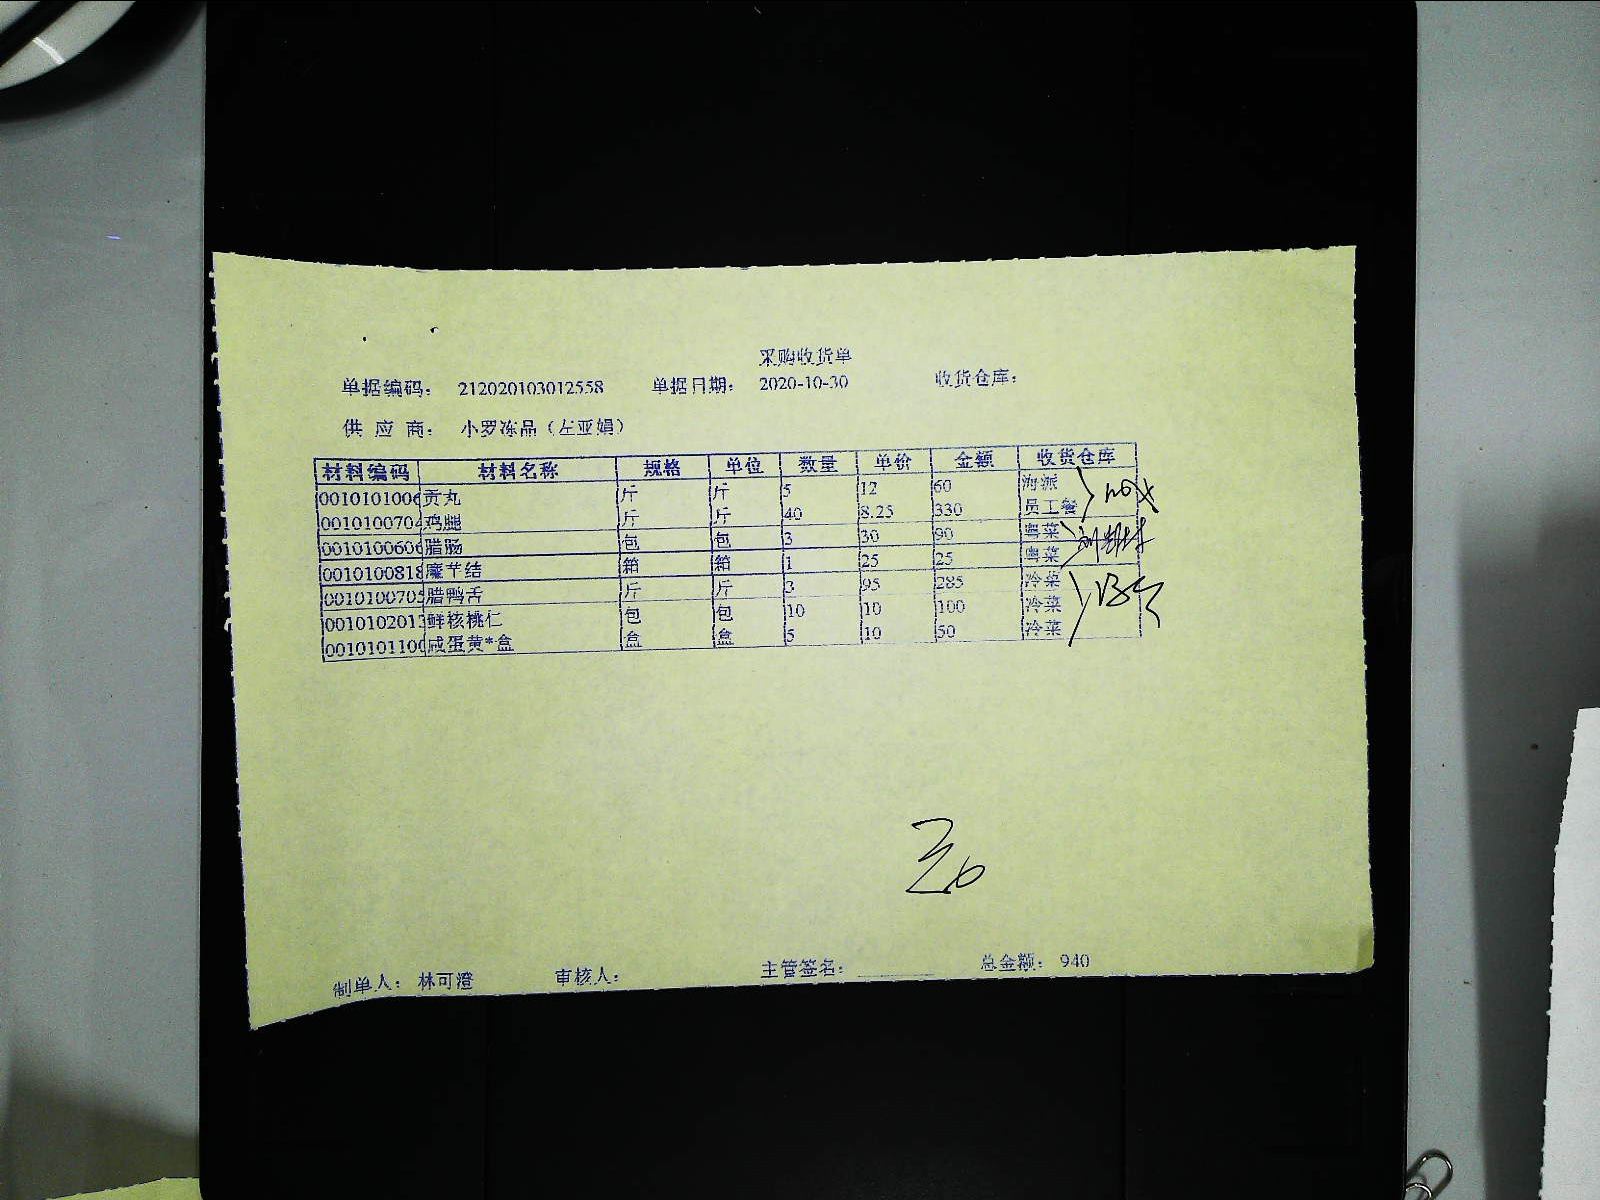 采购收货单
单据编码： 212020103012558 单据日期： 2020-10-30 收货仓库：
供 应 商： 小罗冻品（左亚娟）
材料编码 材料名称 规格 单位 数量 单价 金额 收货仓库
001010100 贡丸 斤 斤 5 12 60 海派
001010070 鸡腿 斤 斤 40 8.25 330 员工餐
001010060 腊肠 包 包 3 30 90 粤菜
0010100818 魔芋结 箱 箱 1 25 25 粤菜
001010070 腊鸭舌 斤 斤 3 95 285 冷菜
001010201 鲜核桃仁 包 包 10 10 100 冷菜
001010110 咸蛋黄*盒 盒 盒 5 10 50 冷菜
制单人： 林可澄 审核人： 主管签名： 总金额： 940